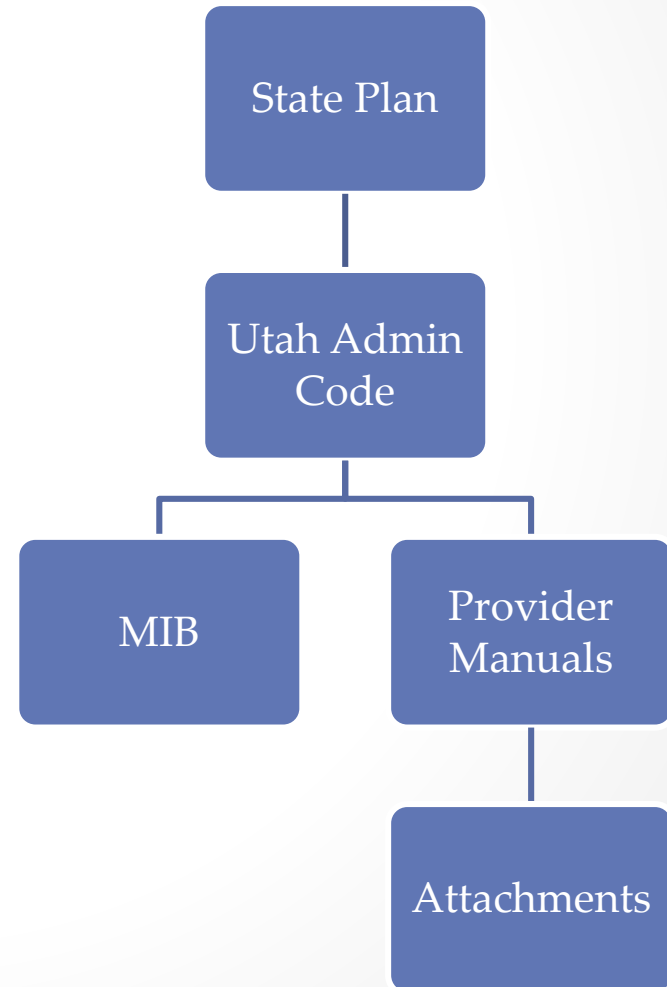 State Plan
Utah Admin
Code
MIB
Provider
Manuals
Attachments